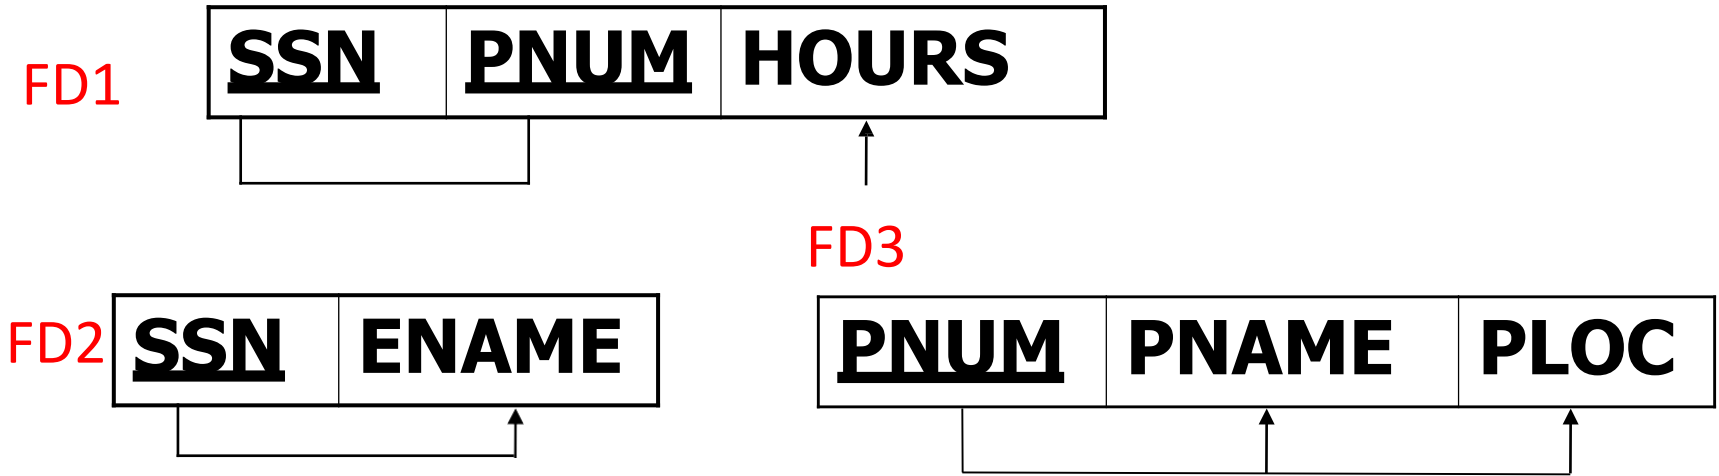 FD1
SSN PNUM HOURS
FD3
FD2
SSN ENAME
PNUM PNAME PLOC